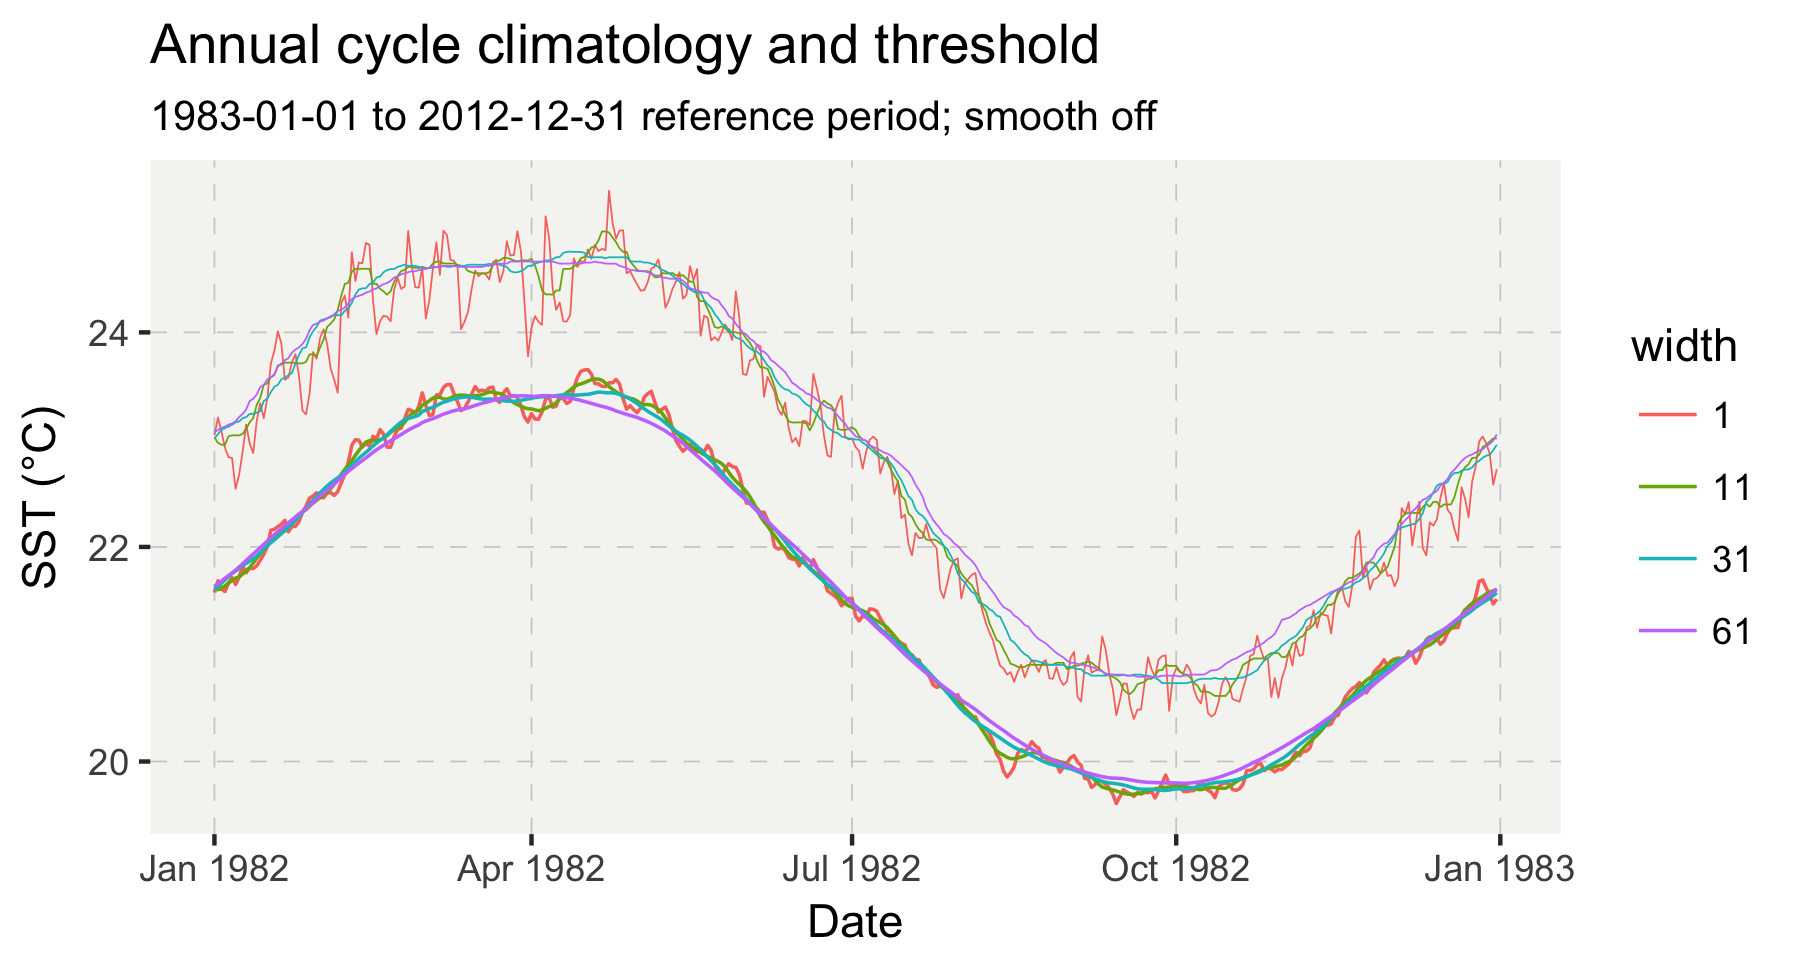 Annual cycle climatology and threshold
1983-01-01 to 2012-12-31 reference period; smooth off
SST (°C)
24
22
20
Jan 1982 Apr 1982 Jul 1982 Oct 1982 Jan 1983
Date
width
1
11
31
61